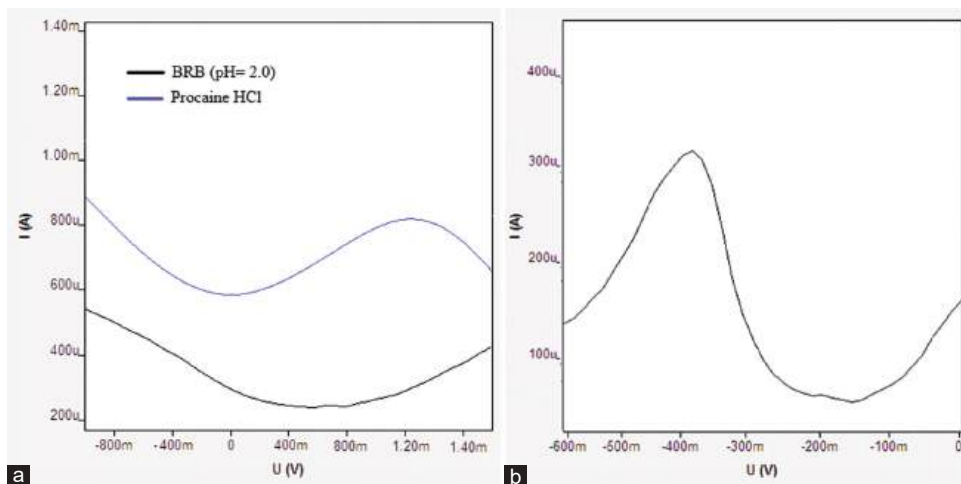 1.40m
1.20m
1.00m
800u
600u
400u
200u
I (A)
BRB (pH= 2.0)
Procaine HCl
-800m -400m 0 400m 800m 1.20m 1.40m
U (V)
a
400u
300u
200u
100u
I (A)
-600m -500m -400m -300m -200m -100m 0
U (V)
b